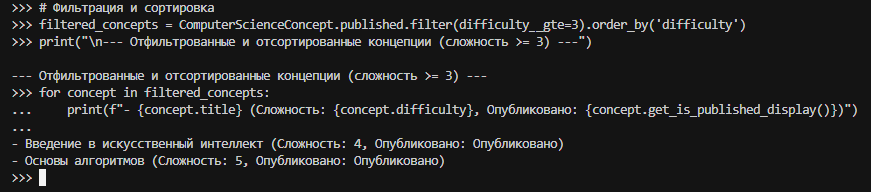 >>> # Фильтрация и сортировка
>>> filtered_concepts = ComputerScienceConcept.published.filter(difficulty__gte=3).order_by('difficulty')
>>> print("\n--- Отфильтрованные и отсортированные концепции (сложность >= 3) ---")
--- Отфильтрованные и отсортированные концепции (сложность >= 3) ---
>>> for concept in filtered_concepts:
...     print(f"- {concept.title} (Сложность: {concept.difficulty}, Опубликовано: {concept.get_is_published_display()})")
...
- Введение в искусственный интеллект (Сложность: 4, Опубликовано: Опубликовано)
- Основы алгоритмов (Сложность: 5, Опубликовано: Опубликовано)
>>>